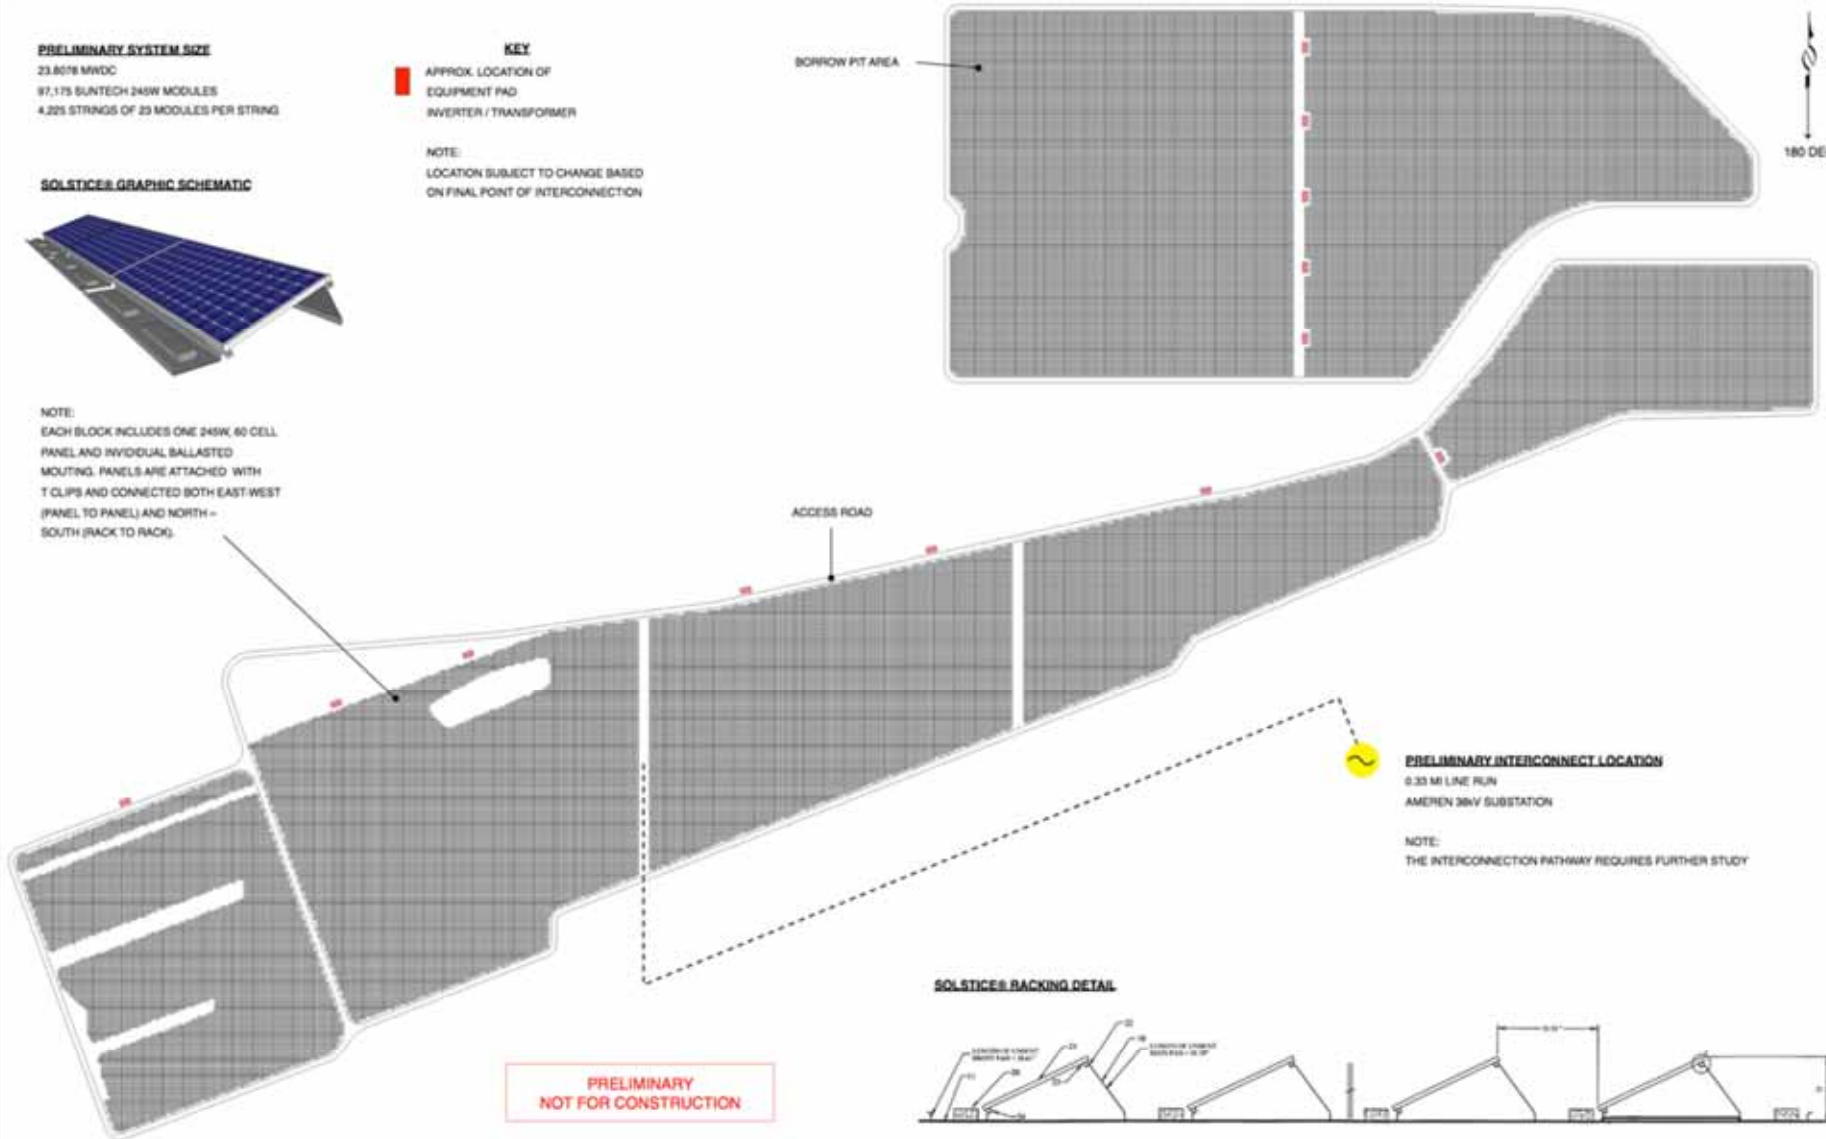 PRELIMINARY SYSTEM SIZE
23.8078 MWDC
97,175 SUNTECH 245W MODULES
4,225 STRINGS OF 23 MODULES PER STRING
KEY
APPROX. LOCATION OF
EQUIPMENT PAD
INVERTER / TRANSFORMER
NOTE:
LOCATION SUBJECT TO CHANGE BASED
ON FINAL POINT OF INTERCONNECTION
BORROW PIT AREA
180 DE
SOLSTICE® GRAPHIC SCHEMATIC
NOTE:
EACH BLOCK INCLUDES ONE 245W, 60 CELL
PANEL AND INVIDIDUAL BALLASTED
MOUTING. PANELS ARE ATTACHED WITH
T CLIPS AND CONNECTED BOTH EAST-WEST
(PANEL TO PANEL) AND NORTH –
SOUTH (RACK TO RACK).
ACCESS ROAD
PRELIMINARY INTERCONNECT LOCATION
0.33 MI LINE RUN
AMEREN SUBSTATION
NOTE:
THE INTERCONNECTION PATHWAY REQUIRES FURTHER STUDY
SOLSTICE® RACKING DETAIL
PRELIMINARY
NOT FOR CONSTRUCTION